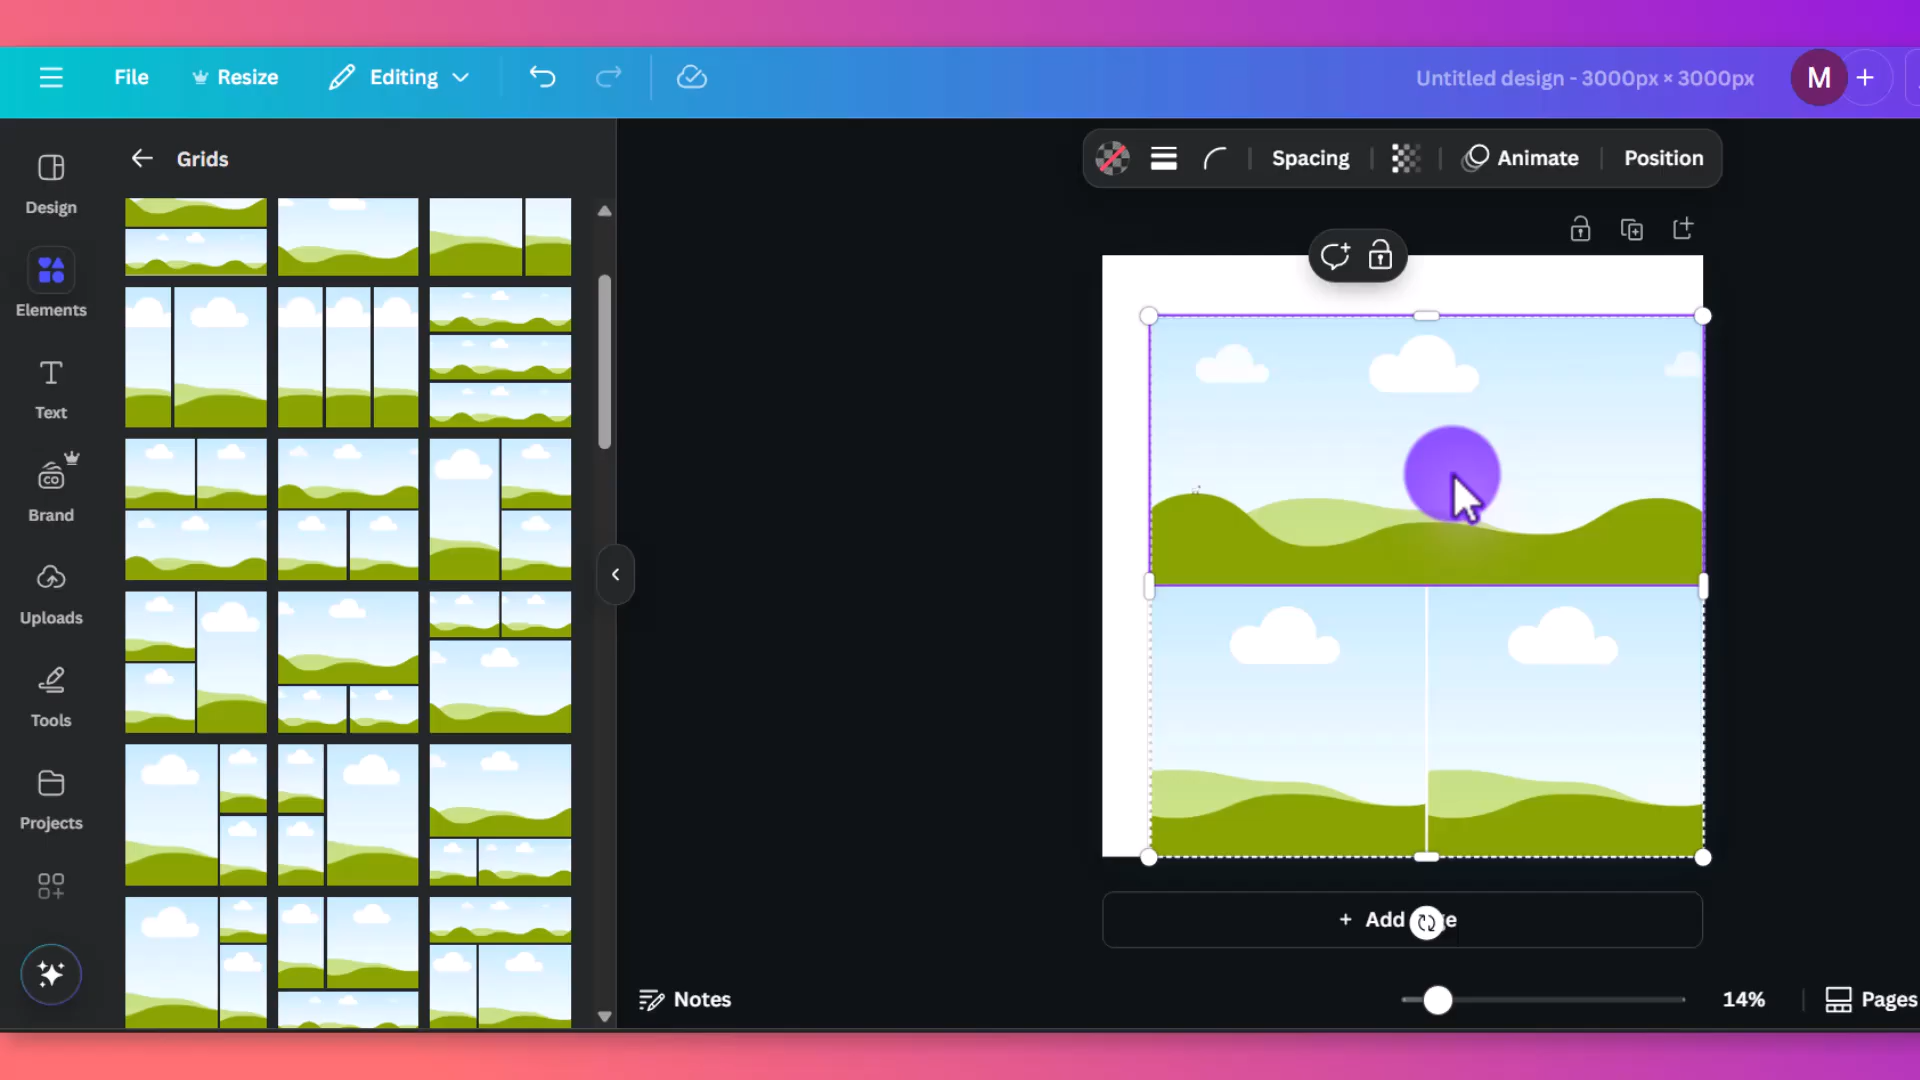 File Resize Editing Untitled design - 3000px × 3000px M
Design
Elements
Text
Brand
Uploads
Tools
Projects
Grids
Spacing Animate Position
CO
+ Add
Notes 14% Pages